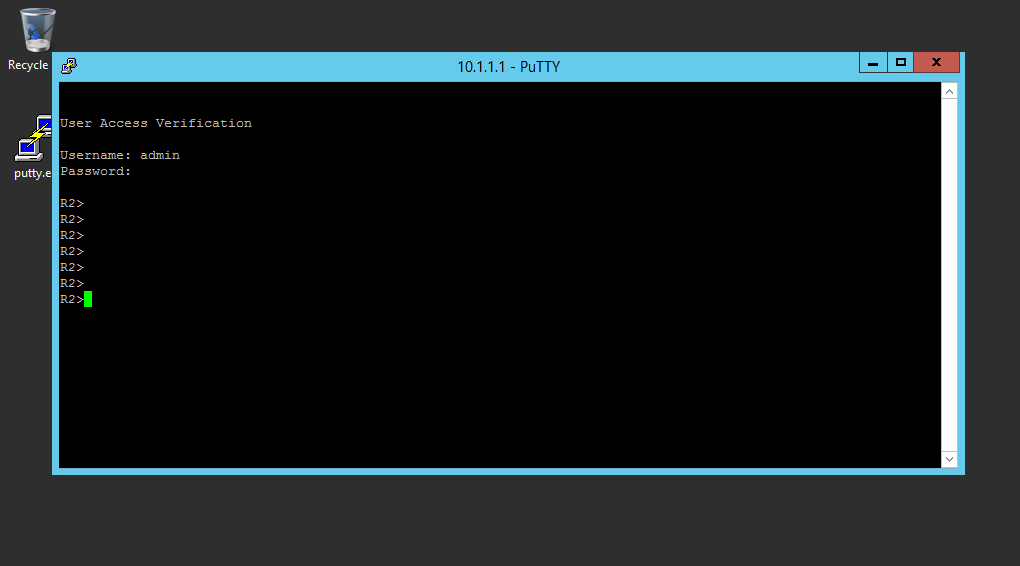 Recycle
putty.e
10.1.1.1 - PuTTY
User Access Verification
Username: admin
Password:
R2>
R2>
R2>
R2>
R2>
R2>
R2>